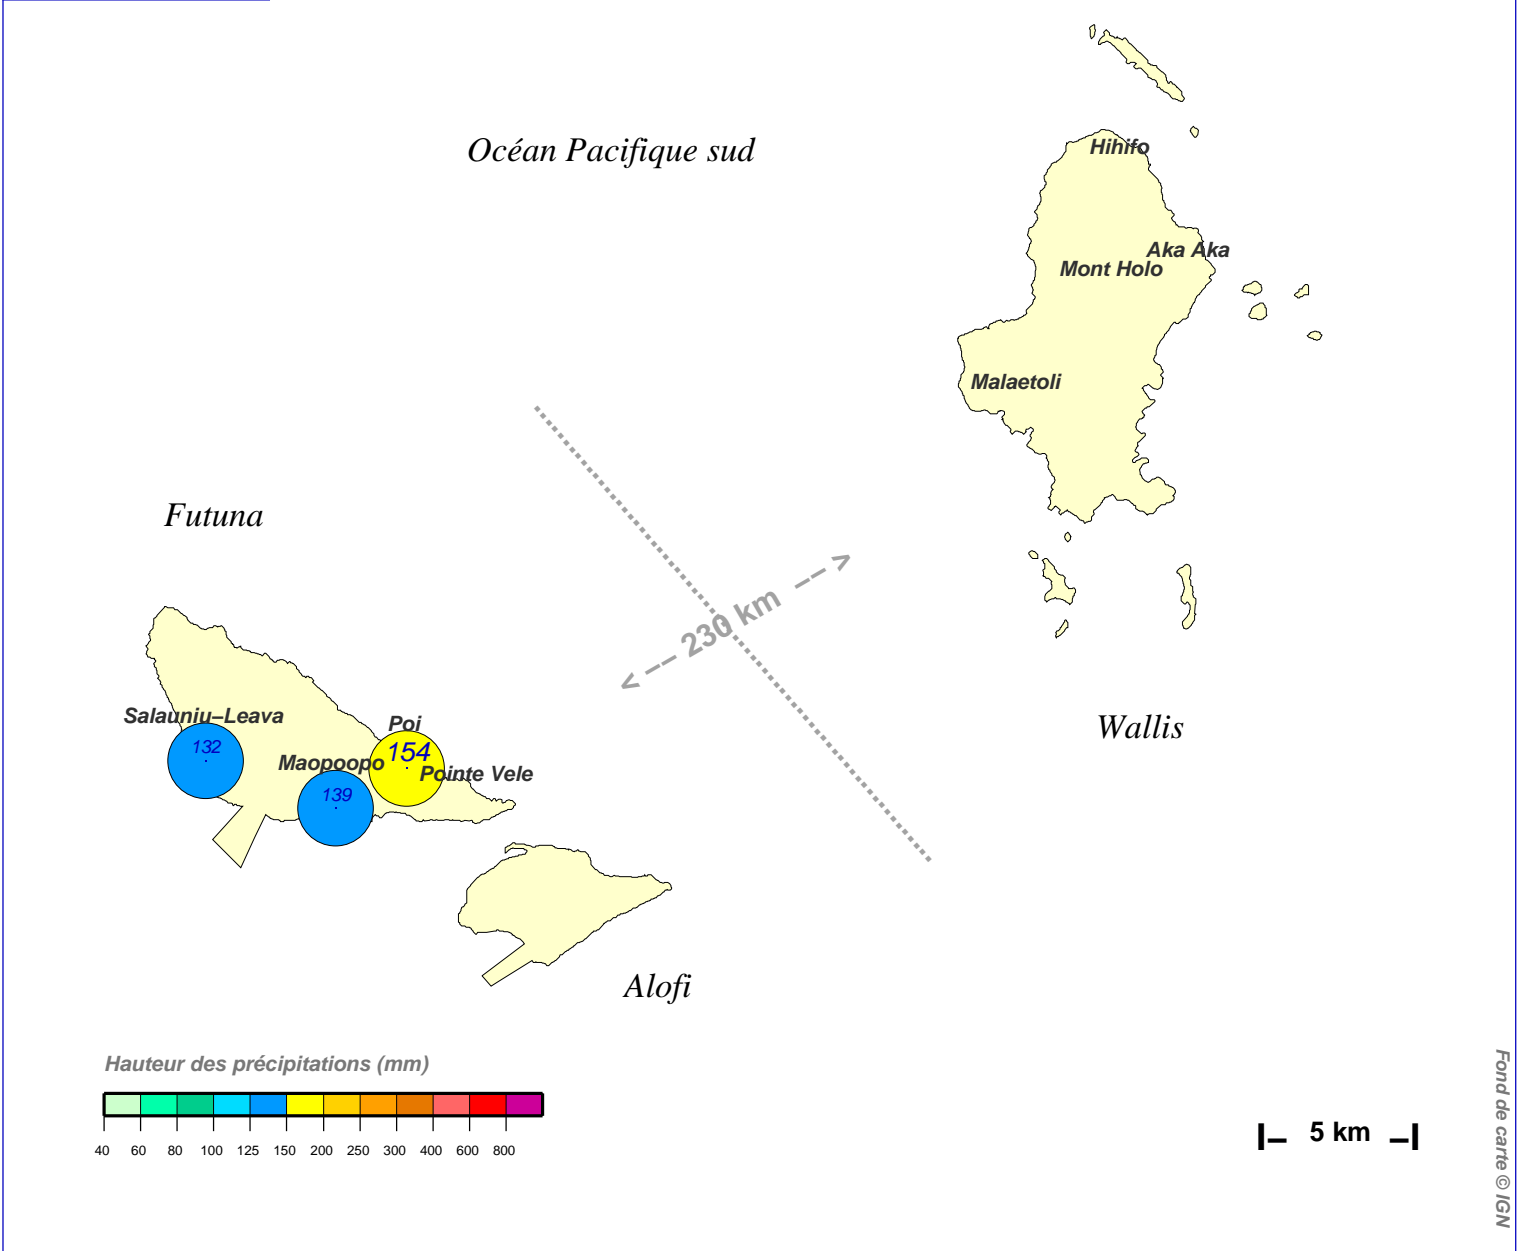 Océan Pacifique sud
Hihifo
Aka Aka
Mont Holo
Malaetoli
Futuna
230 km
Wallis
Salauniu–Leava
132
Poi
154
Maopoopo
139
Pointe Vele
Alofi
Hauteur des précipitations (mm)
40 60 80 100 125 150 200 250 300 400 600 800
5 km
Fond de carte © IGN